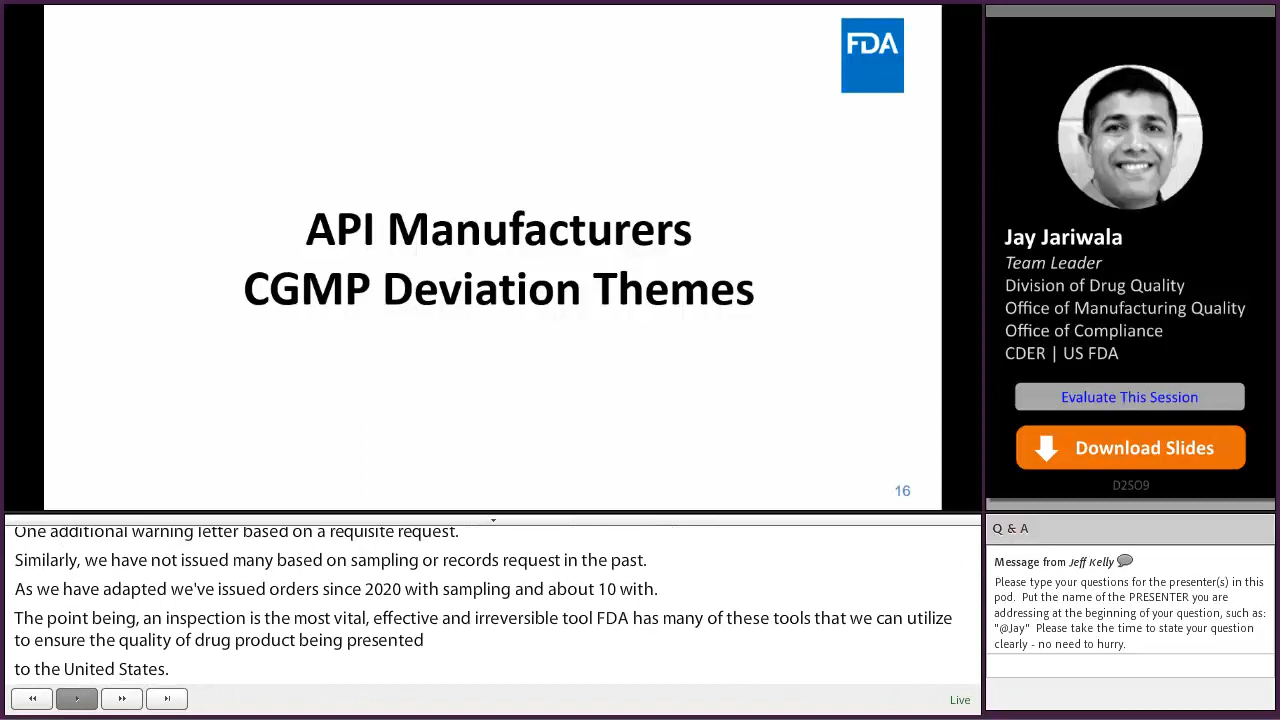 FDA
API Manufacturers
CGMP Deviation Themes
16
Jay Jariwala
Team Leader
Division of Drug Quality
Office of Manufacturing Quality
Office of Compliance
CDER | US FDA
Evaluate This Session
Download Slides
D2SO9
One additional warning letter based on a requisite request.
Similarly, we have not issued many based on sampling or records request in the past.
As we have adapted we've issued orders since 2020 with sampling and about 10 with.
The point being, an inspection is the most vital, effective and irreversible tool FDA has many of these tools that we can utilize
to ensure the quality of drug product being presented
to the United States.
Live
Q & A
Message from Jeff Kelly
Please type your questions for the presenter(s) in this
pod. Put the name of the PRESENTER you are
addressing at the beginning of your question, such as:
"@Jay" Please take the time to state your question
clearly - no need to hurry.